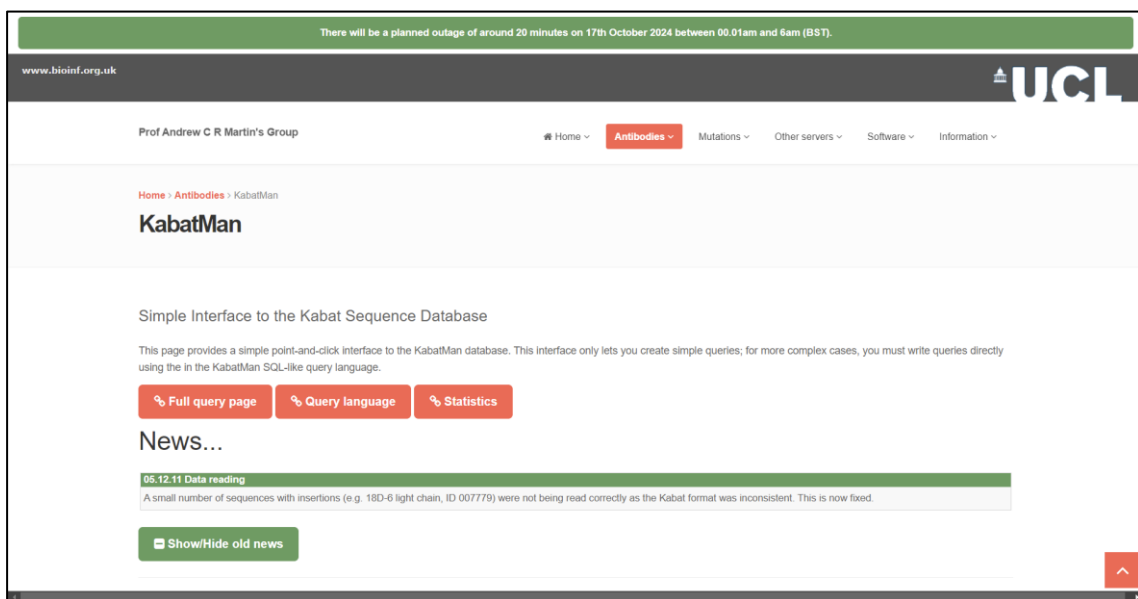 There will be a planned outage of around 20 minutes on 17th October 2024 between 00.01am and 6am (BST).
www.bioinf.org.uk
UCL
Prof Andrew C R Martin's Group
Home
Antibodies
Mutations
Other servers
Software
Information
Home > Antibodies > KabatMan
KabatMan
Simple Interface to the Kabat Sequence Database
This page provides a simple point-and-click interface to the KabatMan database. This interface only lets you create simple queries; for more complex cases, you must write queries directly
using the in the KabatMan SQL-like query language.
Full query page
Query language
Statistics
News...
05.12.11 Data reading
A small number of sequences with insertions (e.g. 18D-6 light chain, ID 007779) were not being read correctly as the Kabat format was inconsistent. This is now fixed.
Show/Hide old news